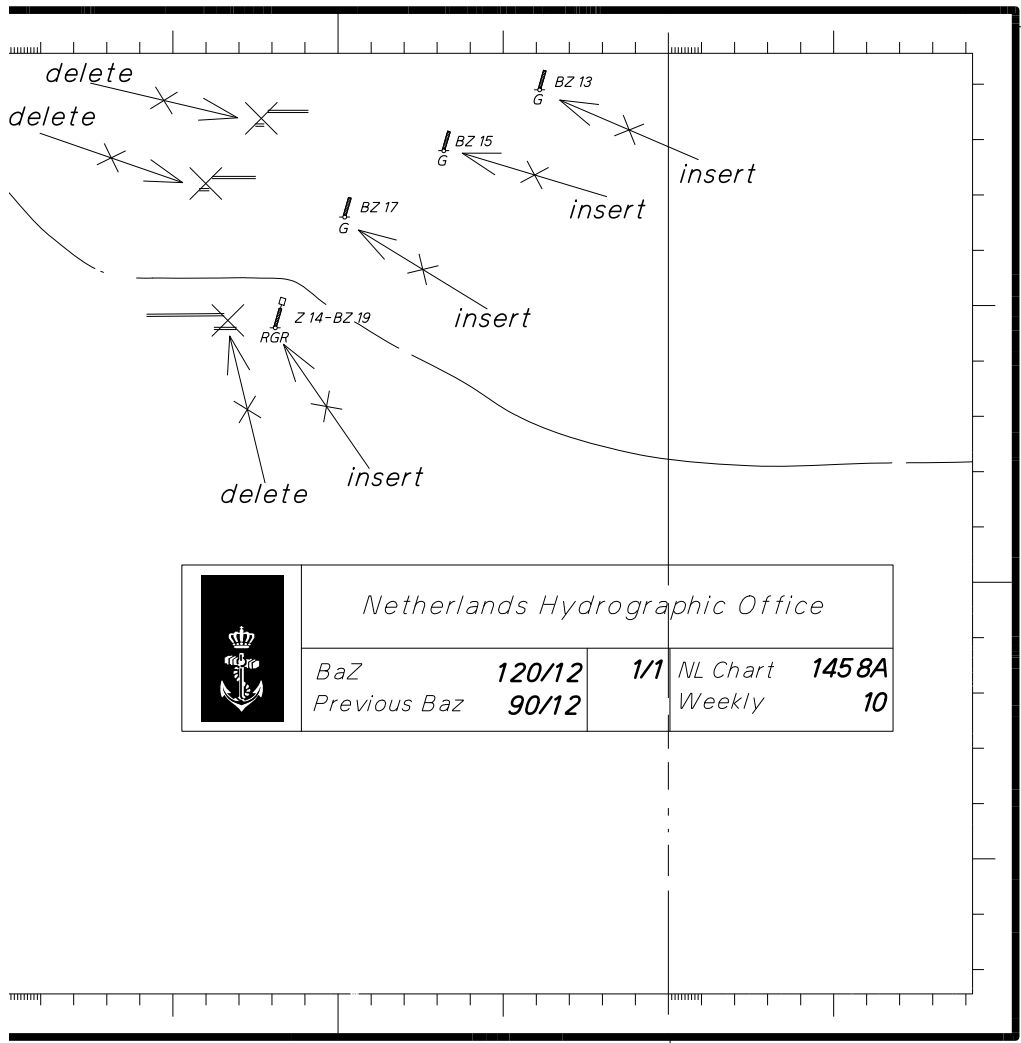 delete
BZ 13
G
delete
BZ 15
G
insert
insert
BZ 17
G
insert
Z 14-BZ 19
RGR
insert
delete
Netherlands Hydrographic Office
BaZ 120/12 1/1 NL Chart 1458A
Previous Baz 90/12 Weekly 10